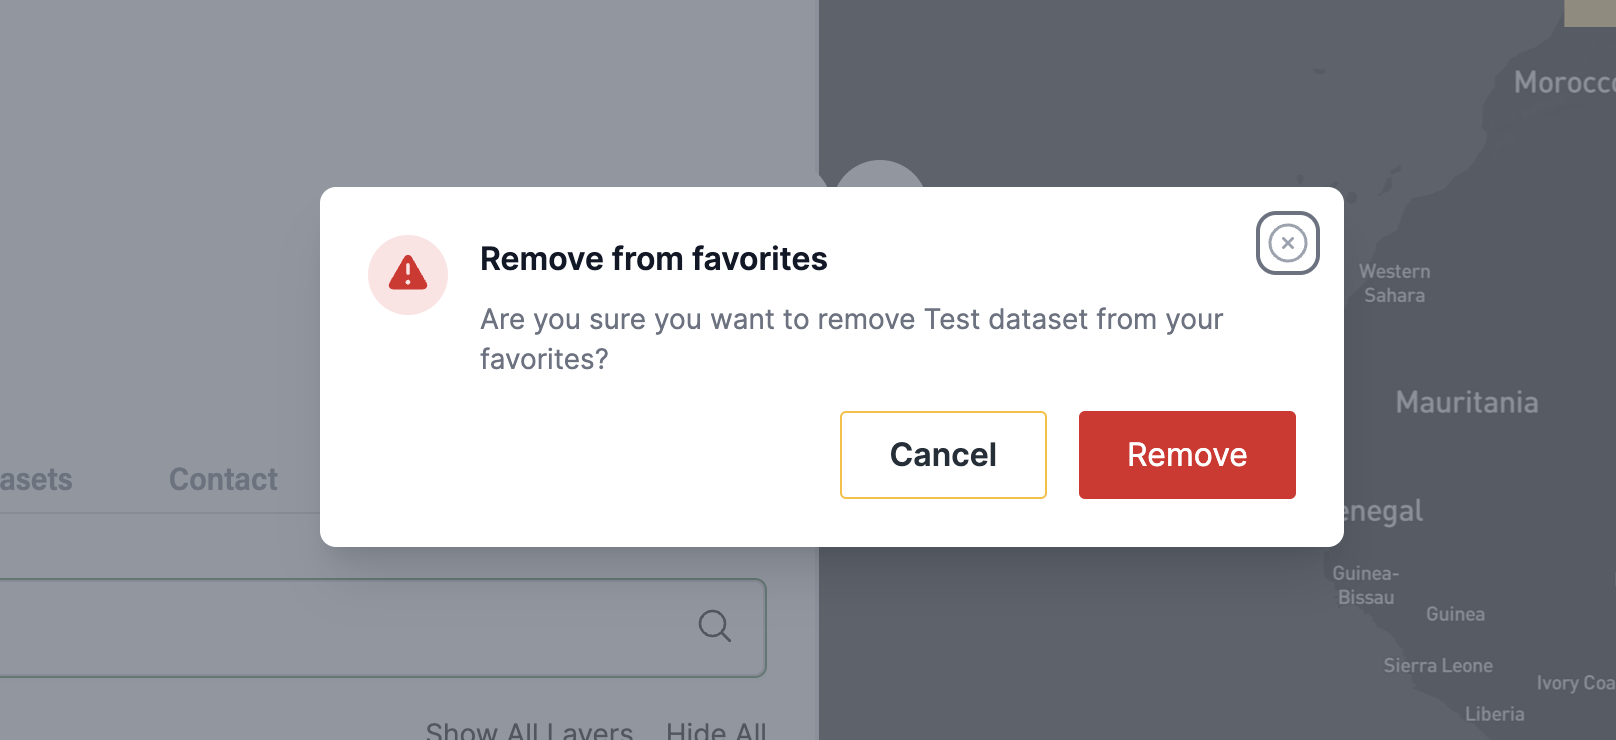 Morocc
Remove from favorites
Are you sure you want to remove Test dataset from your
favorites?
Cancel
Remove
Western
Sahara
Mauritania
enegal
asets
Contact
Guinea-
Bissau
Guinea
Sierra Leone
Ivory Coa
Liberia
Show All Layers
Hide All